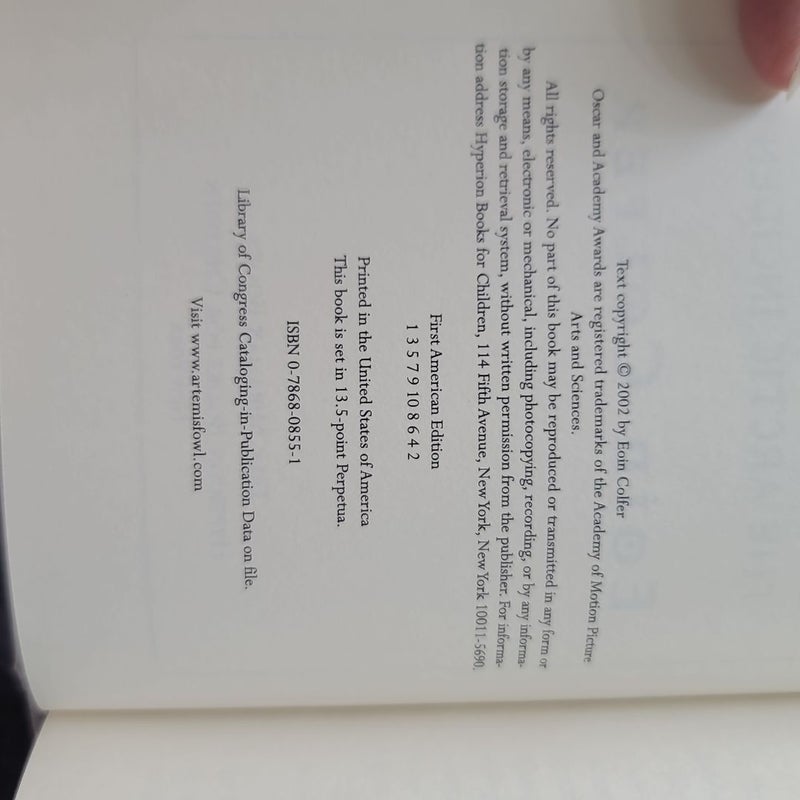 Text copyright © 2002 by Eoin Colfer
Oscar and Academy Awards are registered trademarks of the Academy of Motion Picture
Arts and Sciences.
All rights reserved. No part of this book may be reproduced or transmitted in any form or
by any means, electronic or mechanical, including photocopying, recording, or by any informa-
tion storage and retrieval system, without written permission from the publisher. For informa-
tion address Hyperion Books for Children, 114 Fifth Avenue, New York, New York 10011-5690.
First American Edition
1 3 5 7 9 10 8 6 4 2
Printed in the United States of America
This book is set in 13.5-point Perpetua.
ISBN 0-7868-0855-1
Library of Congress Cataloging-in-Publication Data on file.
Visit www.artemisfowl.com